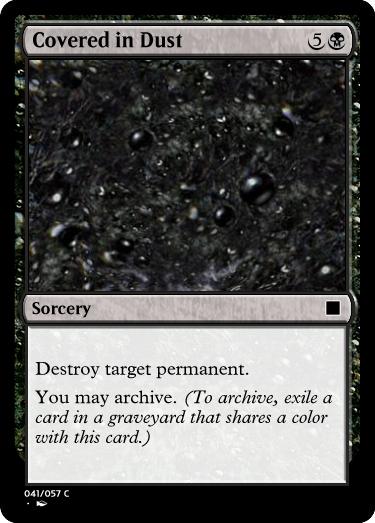 Covered in Dust 5
Sorcery
Destroy target permanent.
You may archive. (To archive, exile a
card in a graveyard that shares a color
with this card.)
041/057 C